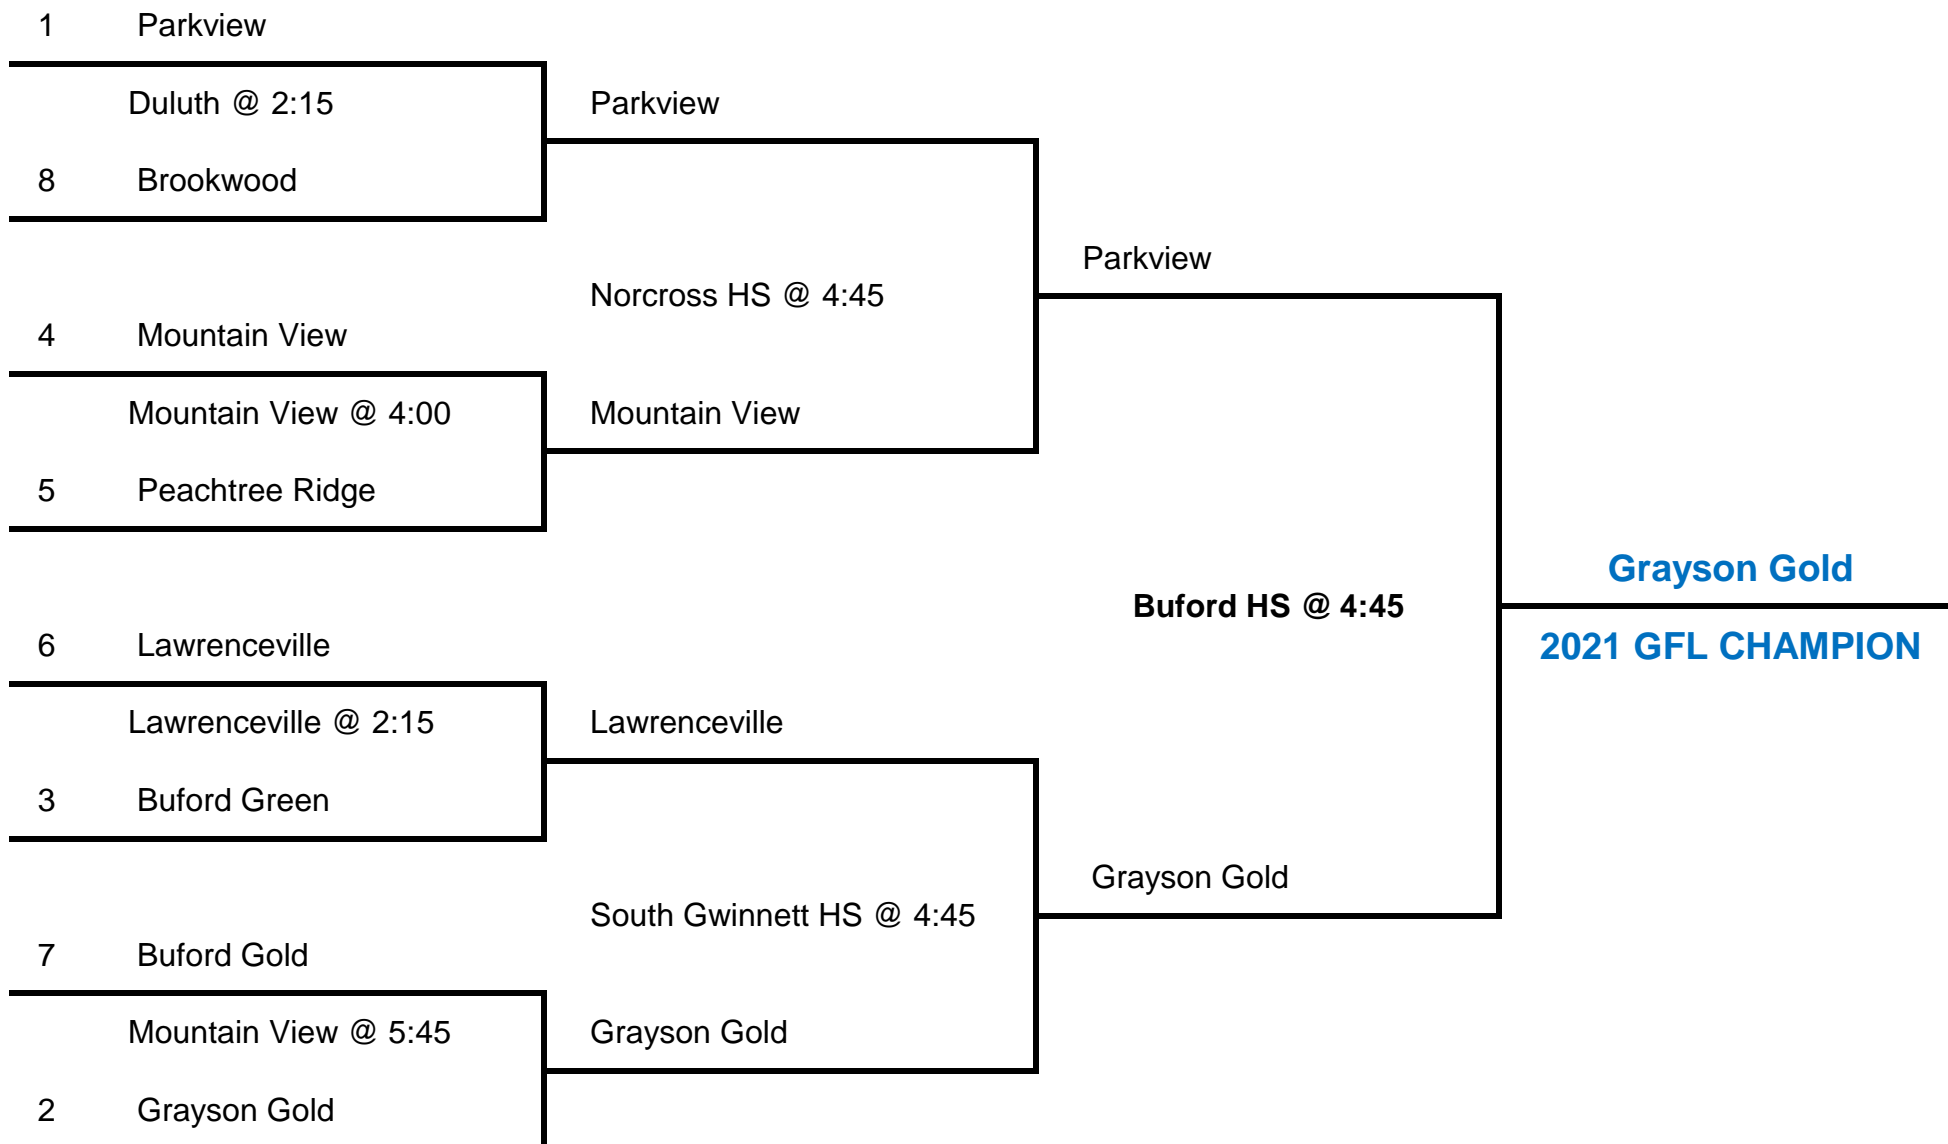 1 Parkview
Duluth @ 2:15
Parkview
8 Brookwood
Parkview
Norcross HS @ 4:45
4 Mountain View
Mountain View @ 4:00
Mountain View
5 Peachtree Ridge
Grayson Gold
Buford HS @ 4:45
6 Lawrenceville
2021 GFL CHAMPION
Lawrenceville @ 2:15
Lawrenceville
3 Buford Green
Grayson Gold
South Gwinnett HS @ 4:45
7 Buford Gold
Mountain View @ 5:45
Grayson Gold
2 Grayson Gold